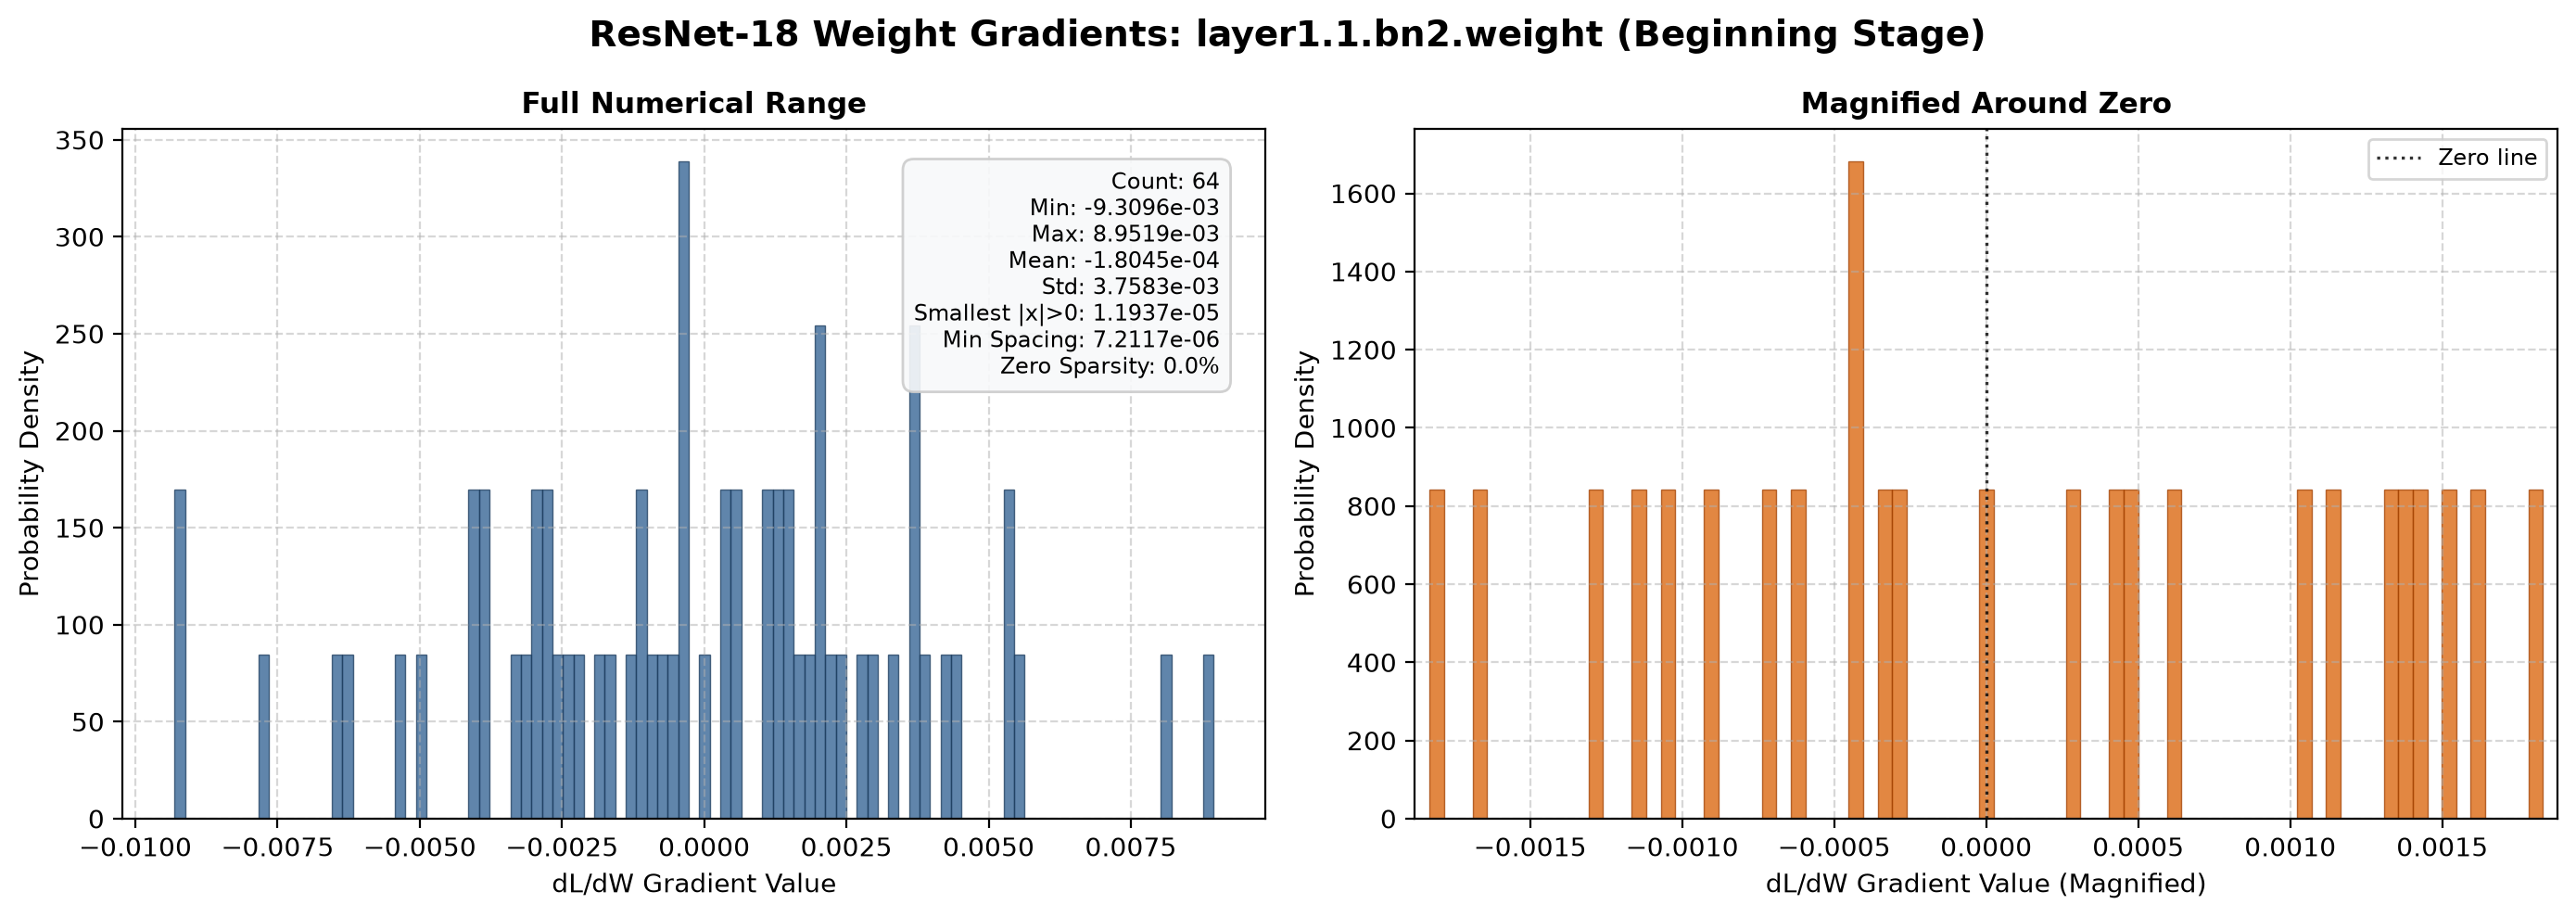 ResNet-18 Weight Gradients: layer1.1.bn2.weight (Beginning Stage)
Full Numerical Range
350
300
250
200
150
100
50
0
Probability Density
Count: 64
Min: -9.3096e-03
Max: 8.9519e-03
Mean: -1.8045e-04
Std: 3.7583e-03
Smallest |x|>0: 1.1937e-05
Min Spacing: 7.2117e-06
Zero Sparsity: 0.0%
−0.0100 −0.0075 −0.0050 −0.0025 0.0000 0.0025 0.0050 0.0075
dL/dW Gradient Value
Magnified Around Zero
Zero line
1600
1400
1200
1000
800
600
400
200
0
Probability Density
−0.0015 −0.0010 −0.0005 0.0000 0.0005 0.0010 0.0015
dL/dW Gradient Value (Magnified)